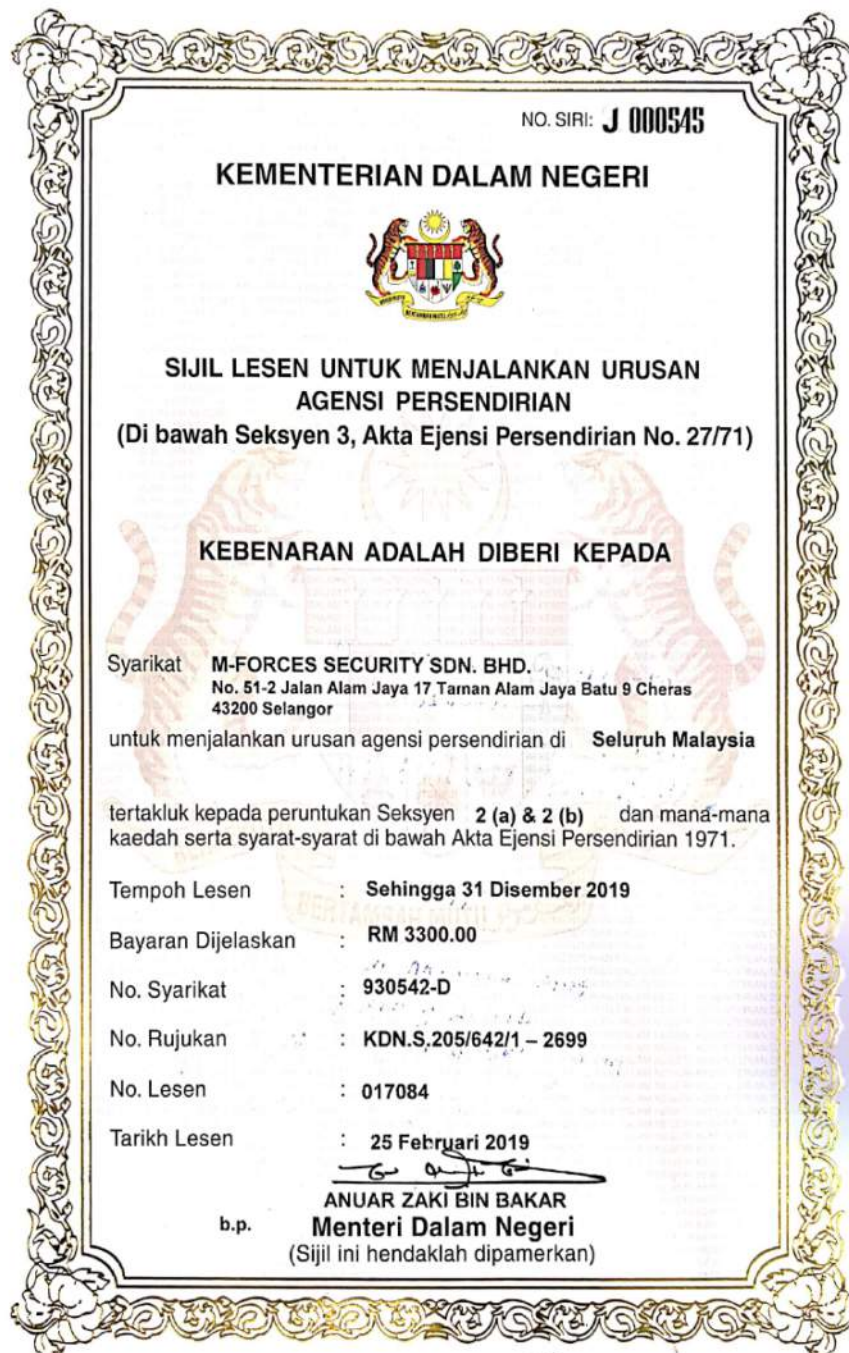 NO. SIRI: J 000545
KEMENTERIAN DALAM NEGERI
SIJIL LESEN UNTUK MENJALANKAN URUSAN
AGENSI PERSENDIRIAN
(Di bawah Seksyen 3, Akta Ejensi Persendirian No. 27/71)
KEBENARAN ADALAH DIBERI KEPADA
Syarikat M-FORCES SECURITY SDN. BHD.
No. 51-2 Jalan Alam Jaya 17 Taman Alam Jaya Batu 9 Cheras
43200 Selangor
untuk menjalankan urusan agensi persendirian di Seluruh Malaysia
tertakluk kepada peruntukan Seksyen 2 (a) & 2 (b) dan mana-mana
kaedah serta syarat-syarat di bawah Akta Ejensi Persendirian 1971.
Tempoh Lesen : Sehingga 31 Disember 2019
Bayaran Dijelaskan : RM 3300.00
No. Syarikat : 930542-D
No. Rujukan : KDN.S.205/642/1 – 2699
No. Lesen : 017084
Tarikh Lesen : 25 Februari 2019
ANUAR ZAKI BIN BAKAR
b.p. Menteri Dalam Negeri
(Sijil ini hendaklah dipamerkan)